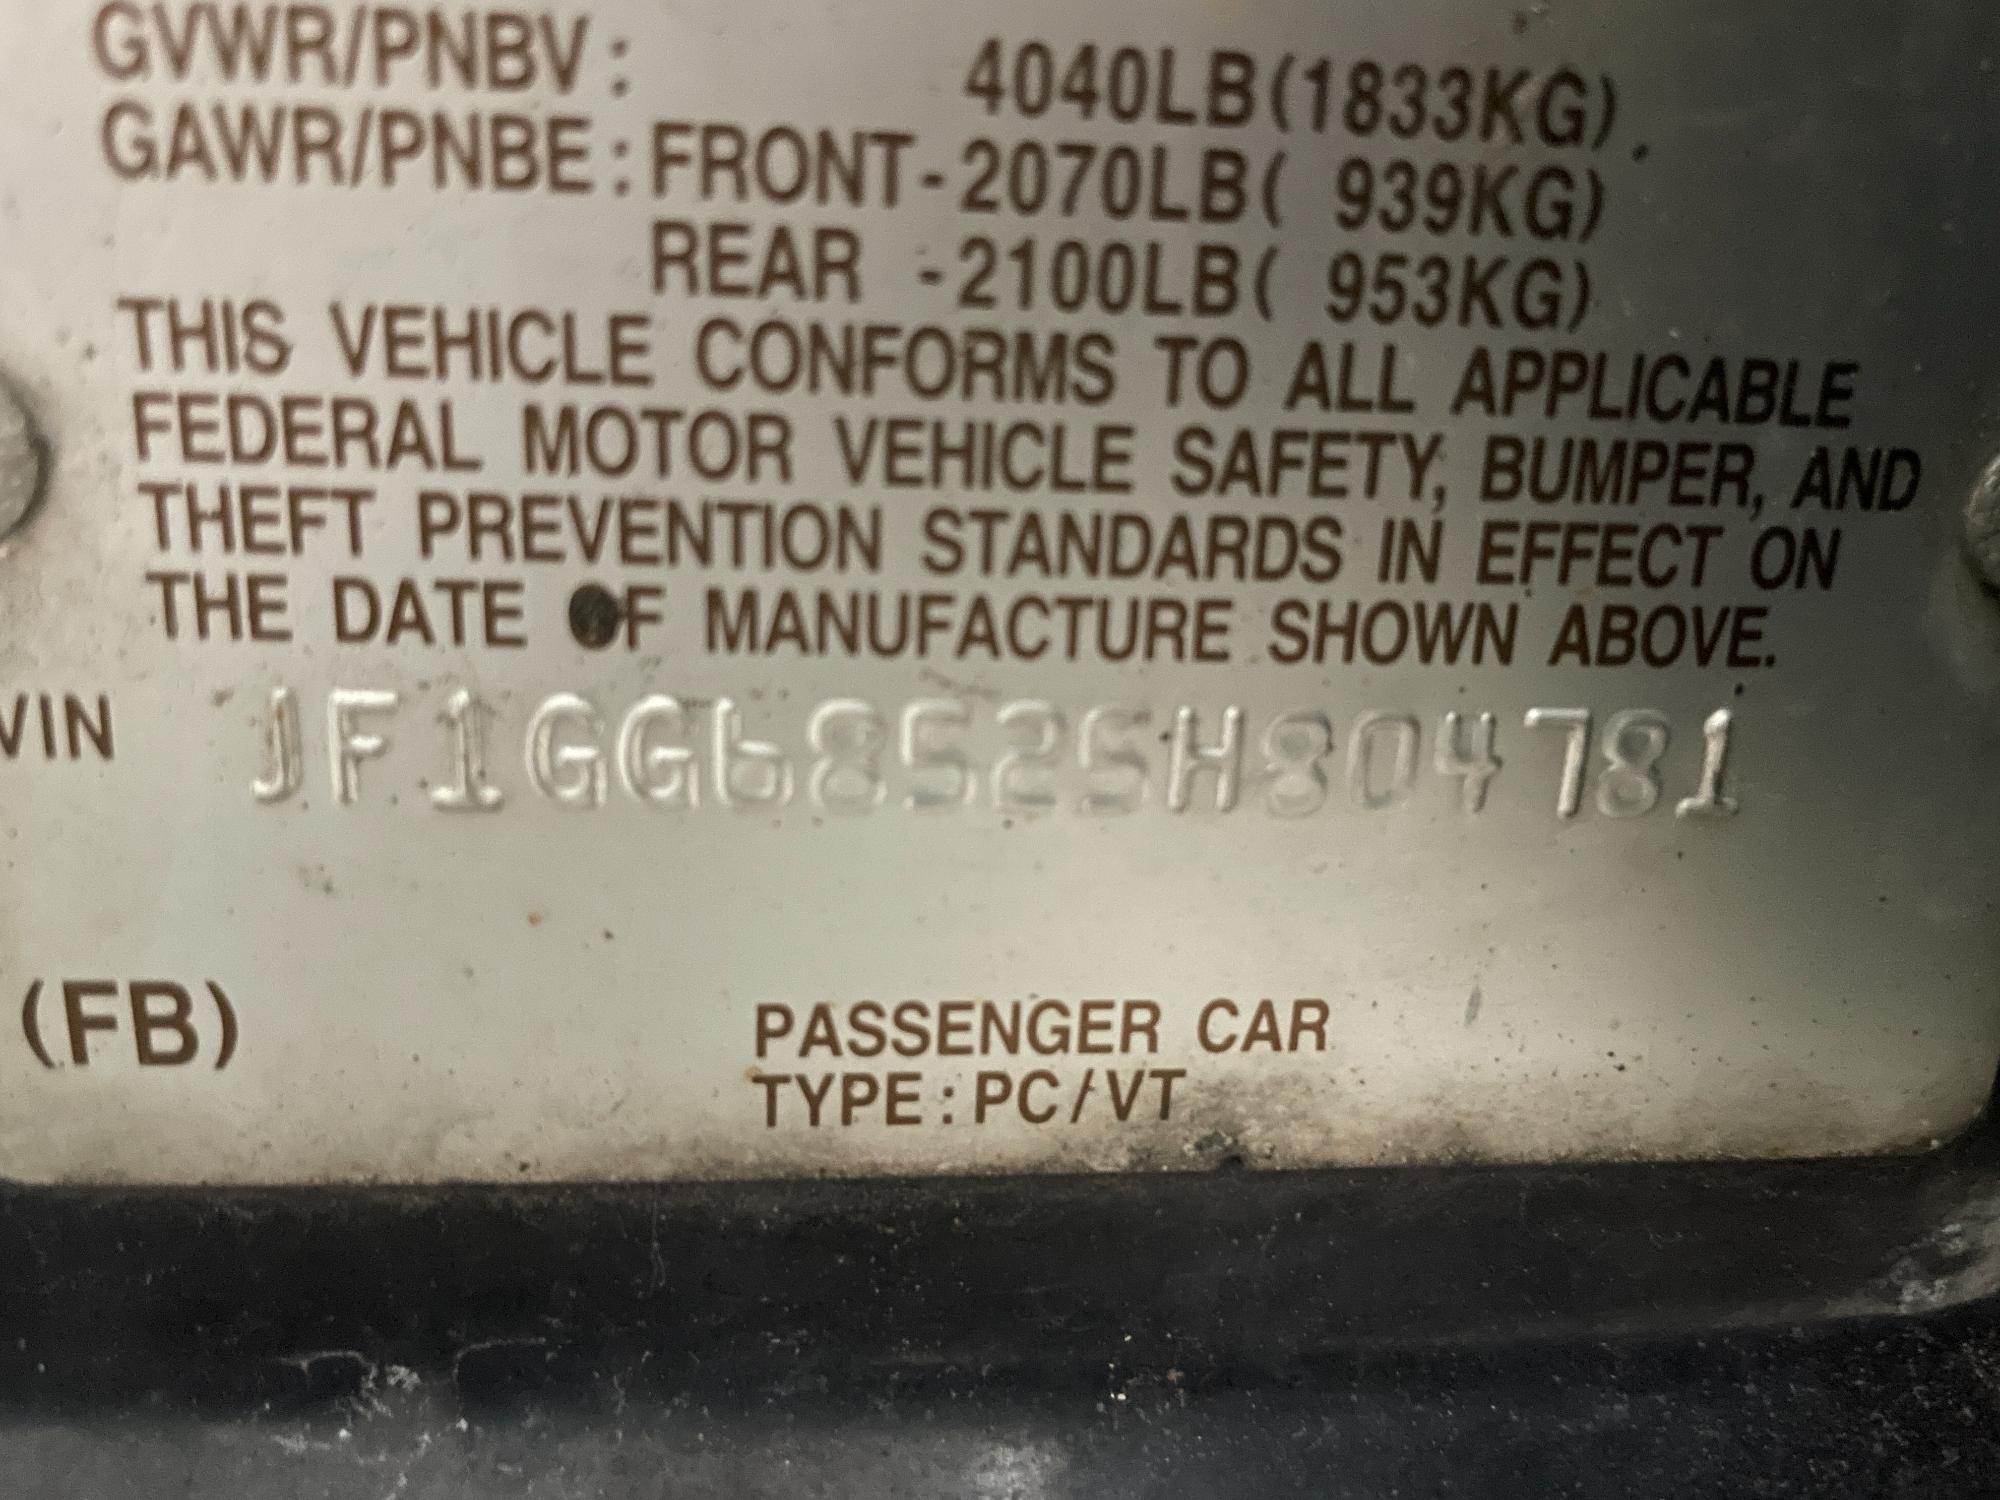 GVWR/PNBV: 4040LB(1833KG)
GAWR/PNBE: FRONT-2070LB( 939KG)
REAR -2100LB( 953KG)
THIS VEHICLE CONFORMS TO ALL APPLICABLE
FEDERAL MOTOR VEHICLE SAFETY, BUMPER, AND
THEFT PREVENTION STANDARDS IN EFFECT ON
THE DATE OF MANUFACTURE SHOWN ABOVE.
VIN JF1GG68525H804781
(FB) PASSENGER CAR
TYPE: PC/VT